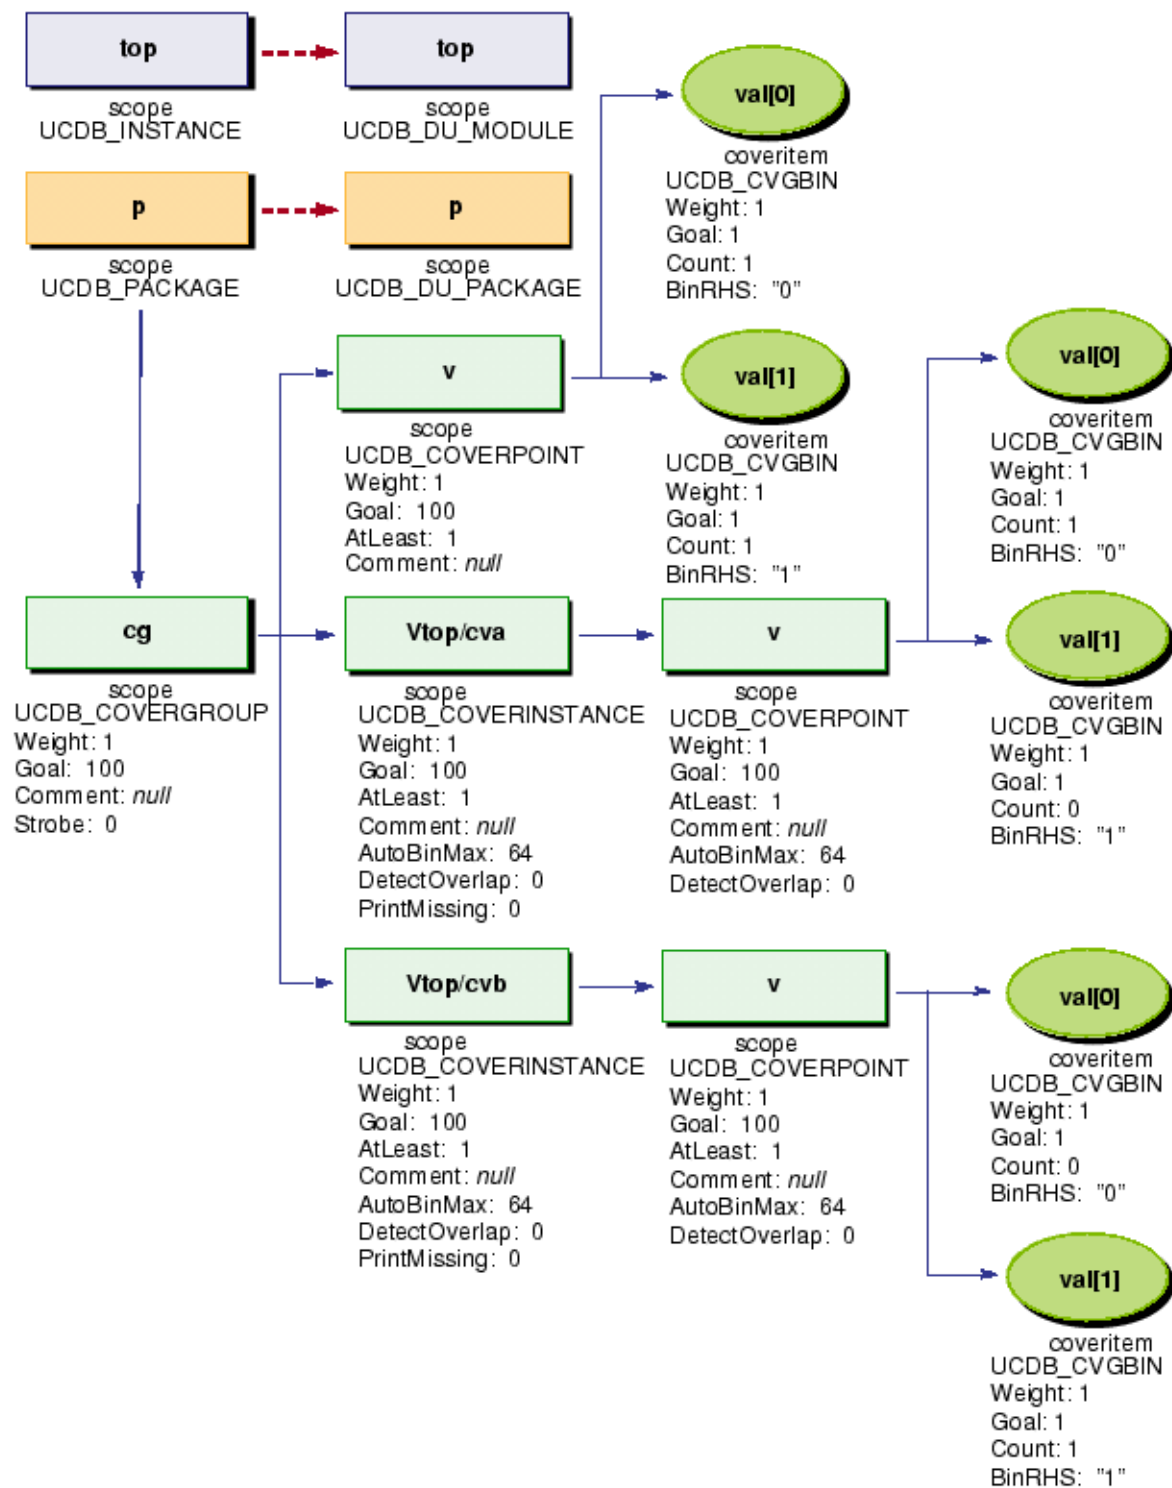 top
scope
UCDB_INSTANCE
top
scope
UCDB_DU_MODULE
p
scope
UCDB_PACKAGE
p
scope
UCDB_DU_PACKAGE
val[0]
coveritem
UCDB_CVGBIN
Weight: 1
Goal: 1
Count: 1
BinRHS: "0"
v
scope
UCDB_COVERPOINT
Weight: 1
Goal: 100
AtLeast: 1
Comment: null
val[1]
coveritem
UCDB_CVGBIN
Weight: 1
Goal: 1
Count: 1
BinRHS: "1"
val[0]
coveritem
UCDB_CVGBIN
Weight: 1
Goal: 1
Count: 1
BinRHS: "0"
cg
scope
UCDB_COVERGROUP
Weight: 1
Goal: 100
Comment: null
Strobe: 0
Vtop/cva
scope
UCDB_COVERINSTANCE
Weight: 1
Goal: 100
AtLeast: 1
Comment: null
AutoBinMax: 64
DetectOverlap: 0
PrintMissing: 0
v
scope
UCDB_COVERPOINT
Weight: 1
Goal: 100
AtLeast: 1
Comment: null
AutoBinMax: 64
DetectOverlap: 0
val[1]
coveritem
UCDB_CVGBIN
Weight: 1
Goal: 1
Count: 0
BinRHS: "1"
Vtop/cvb
scope
UCDB_COVERINSTANCE
Weight: 1
Goal: 100
AtLeast: 1
Comment: null
AutoBinMax: 64
DetectOverlap: 0
PrintMissing: 0
v
scope
UCDB_COVERPOINT
Weight: 1
Goal: 100
AtLeast: 1
Comment: null
AutoBinMax: 64
DetectOverlap: 0
val[0]
coveritem
UCDB_CVGBIN
Weight: 1
Goal: 1
Count: 0
BinRHS: "0"
val[1]
coveritem
UCDB_CVGBIN
Weight: 1
Goal: 1
Count: 1
BinRHS: "1"